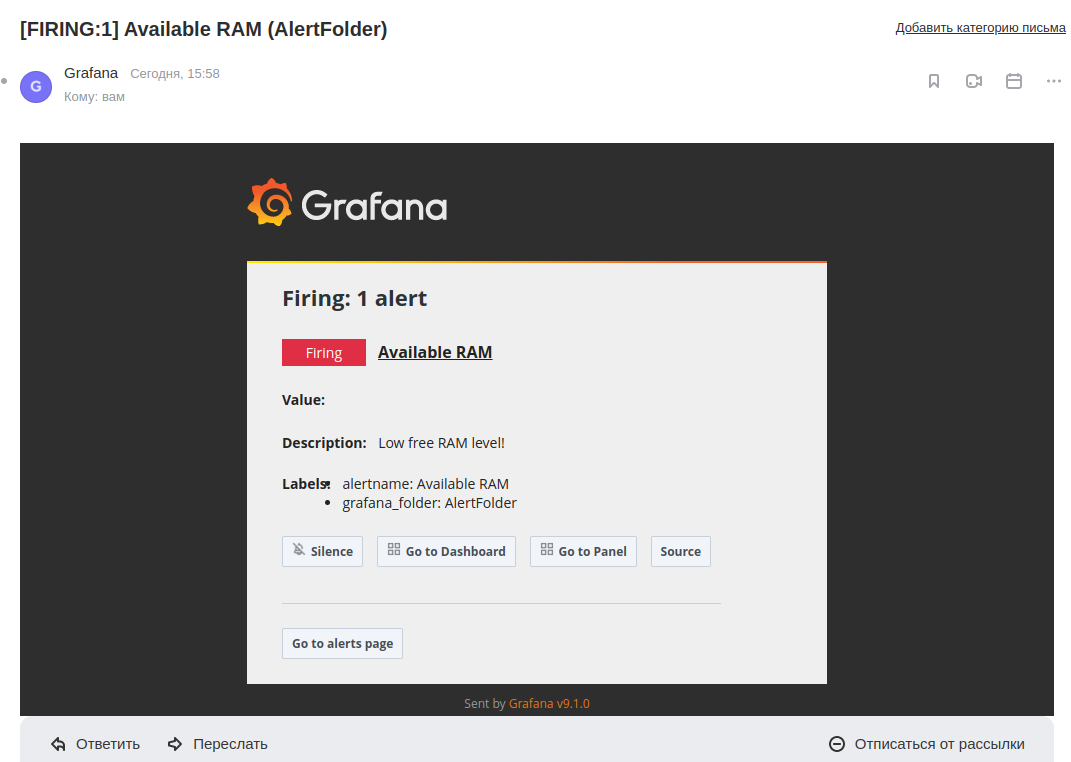 [FIRING:1] Available RAM (AlertFolder)
Добавить категорию письма
G
Grafana Сегодня, 15:58
Кому: вам
Grafana
Firing: 1 alert
Firing Available RAM
Value:
Description: Low free RAM level!
Labels: • alertname: Available RAM
• grafana_folder: AlertFolder
Silence Go to Dashboard Go to Panel Source
Go to alerts page
Sent by Grafana v9.1.0
Ответить Переслать Отписаться от рассылки